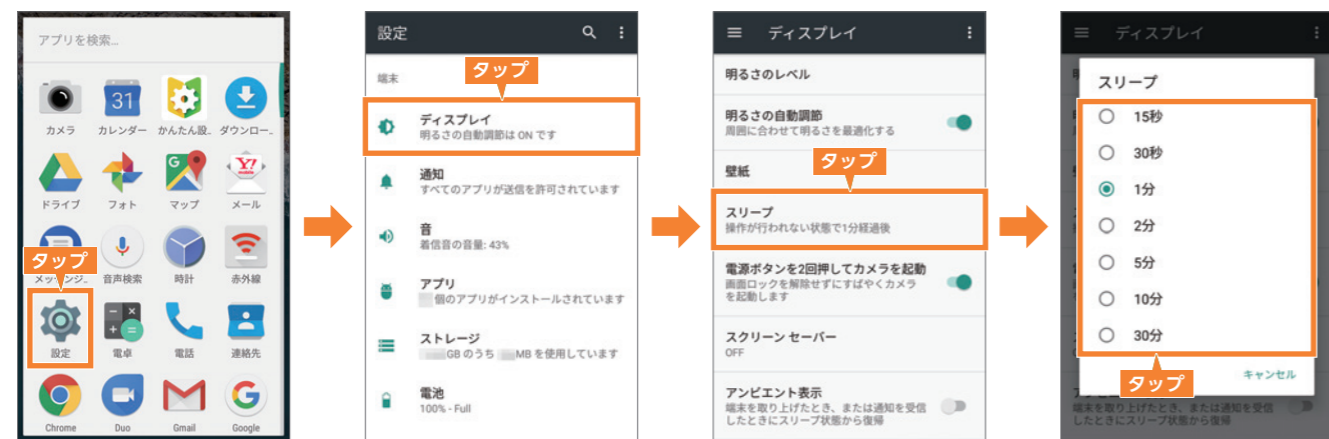 アプリを検索...
31
カメラ
カレンダー
かんたん設..
ダウンロー..
G
Y!
mobile
ドライブ
フォト
マップ
メール
タップ
メッセンジ..
音声検索
時計
赤外線
設定
電卓
電話
連絡先
Chrome
Duo
Gmail
Google
設定
端末
タップ
ディスプレイ
明るさの自動調節は ON です
通知
すべてのアプリが送信を許可されています
音
着信音の音量: 43%
アプリ
個のアプリがインストールされています
ストレージ
GB のうち MB を使用しています
電池
100% - Full
ディスプレイ
明るさのレベル
明るさの自動調節
周囲に合わせて明るさを最適化する
壁紙
タップ
スリープ
操作が行われない状態で1分経過後
電源ボタンを2回押してカメラを起動
画面ロックを解除せずにすばやくカメラ
を起動します
スクリーン セーバー
OFF
アンビエント表示
端末を取り上げたとき、または通知を受信
したときにスリープ状態から復帰
ディスプレイ
スリープ
15秒
30秒
1分
2分
5分
10分
30分
タップ
キャンセル
端末を取り上げたとき、または通知を受信
したときにスリープ状態から復帰